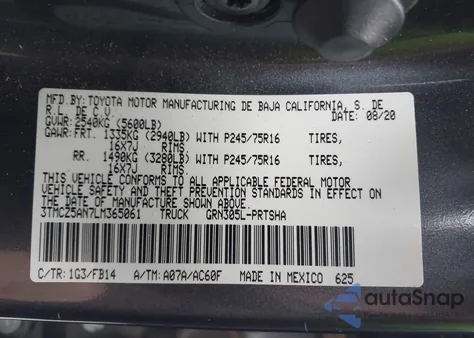 MFD.BY: TOYOTA MOTOR MANUFACTURING DE BAJA CALIFORNIA, S. DE
R.L. DE C.V. DATE: 08/20
GVWR: 2540KG (5600LB)
GAWR: FRT. 1335KG (2940LB) WITH P245/75R16 TIRES,
16X7J RIMS.
RR. 1490KG (3280LB) WITH P245/75R16 TIRES,
16X7J RIMS.
THIS VEHICLE CONFORMS TO ALL APPLICABLE FEDERAL MOTOR
VEHICLE SAFETY AND THEFT PREVENTION STANDARDS IN EFFECT
ON THE DATE OF MANUFACTURE SHOWN ABOVE.
3TMCZ5AN7LM365061 TRUCK GRN305L-PRTSHA
C/TR: 1G3/FB14 A/TM: A07A/AC60F MADE IN MEXICO 625
autoSnap